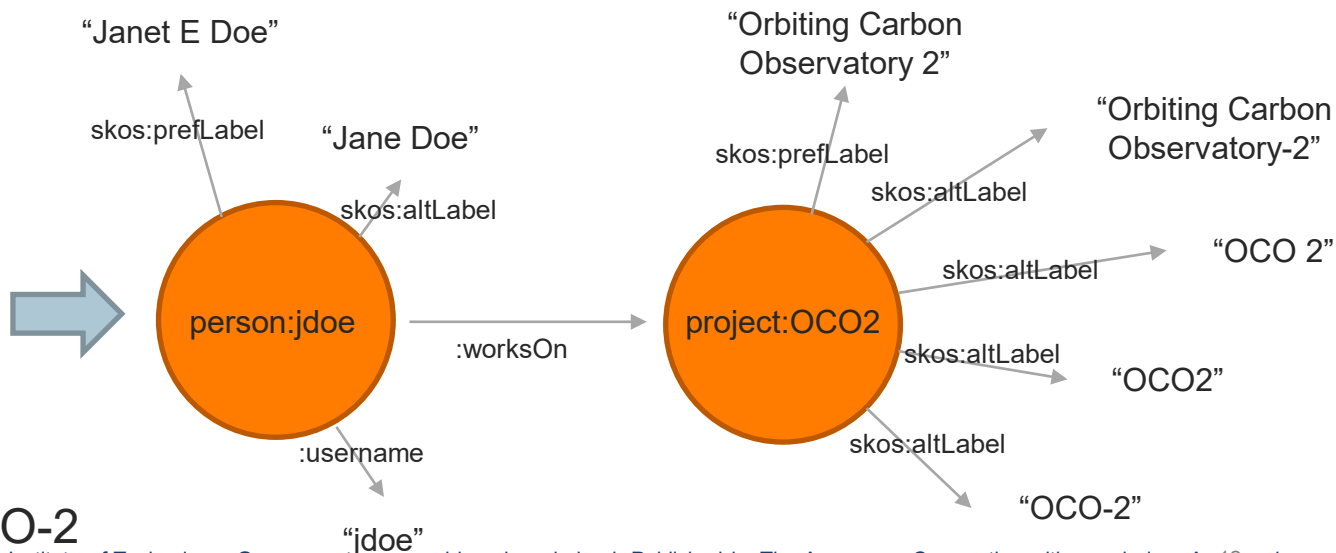 “Janet E Doe”
skos:prefLabel
“Jane Doe”
skos:altLabel
person:jdoe
:worksOn
:username
“jdoe”
“Orbiting Carbon
Observatory 2”
skos:prefLabel
“Orbiting Carbon
Observatory-2”
skos:altLabel
“OCO 2”
skos:altLabel
project:OCO2
skos:altLabel
“OCO2”
skos:altLabel
“OCO-2”
O-2